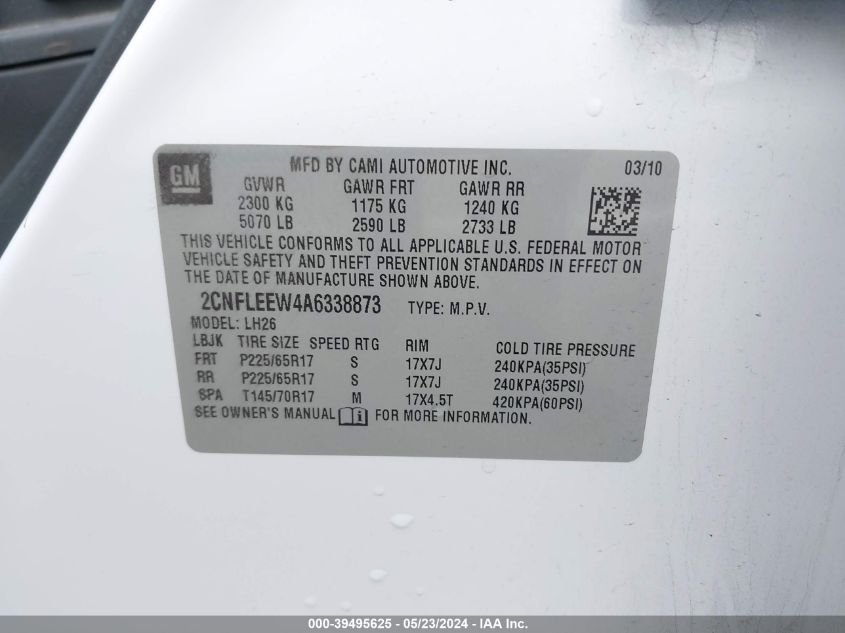 GM
MFD BY CAMI AUTOMOTIVE INC. 03/10
GVWR GAWR FRT GAWR RR
2300 KG 1175 KG 1240 KG
5070 LB 2590 LB 2733 LB
THIS VEHICLE CONFORMS TO ALL APPLICABLE U.S. FEDERAL MOTOR
VEHICLE SAFETY AND THEFT PREVENTION STANDARDS IN EFFECT ON
THE DATE OF MANUFACTURE SHOWN ABOVE.
2CNFLEEW4A6338873 TYPE: M.P.V.
MODEL: LH26
LBJK TIRE SIZE SPEED RTG RIM COLD TIRE PRESSURE
FRT P225/65R17 S 17X7J 240KPA(35PSI)
RR P225/65R17 S 17X7J 240KPA(35PSI)
SPA T145/70R17 M 17X4.5T 420KPA(60PSI)
SEE OWNER'S MANUAL i FOR MORE INFORMATION.
000-39495625 - 05/23/2024 - IAA Inc.